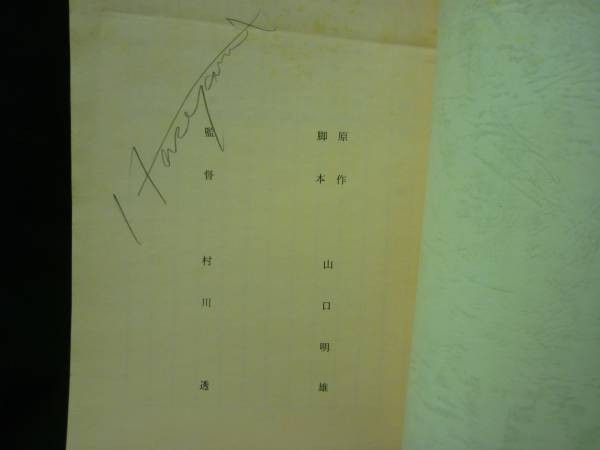 原作
脚本 山口明雄
監督 村川透